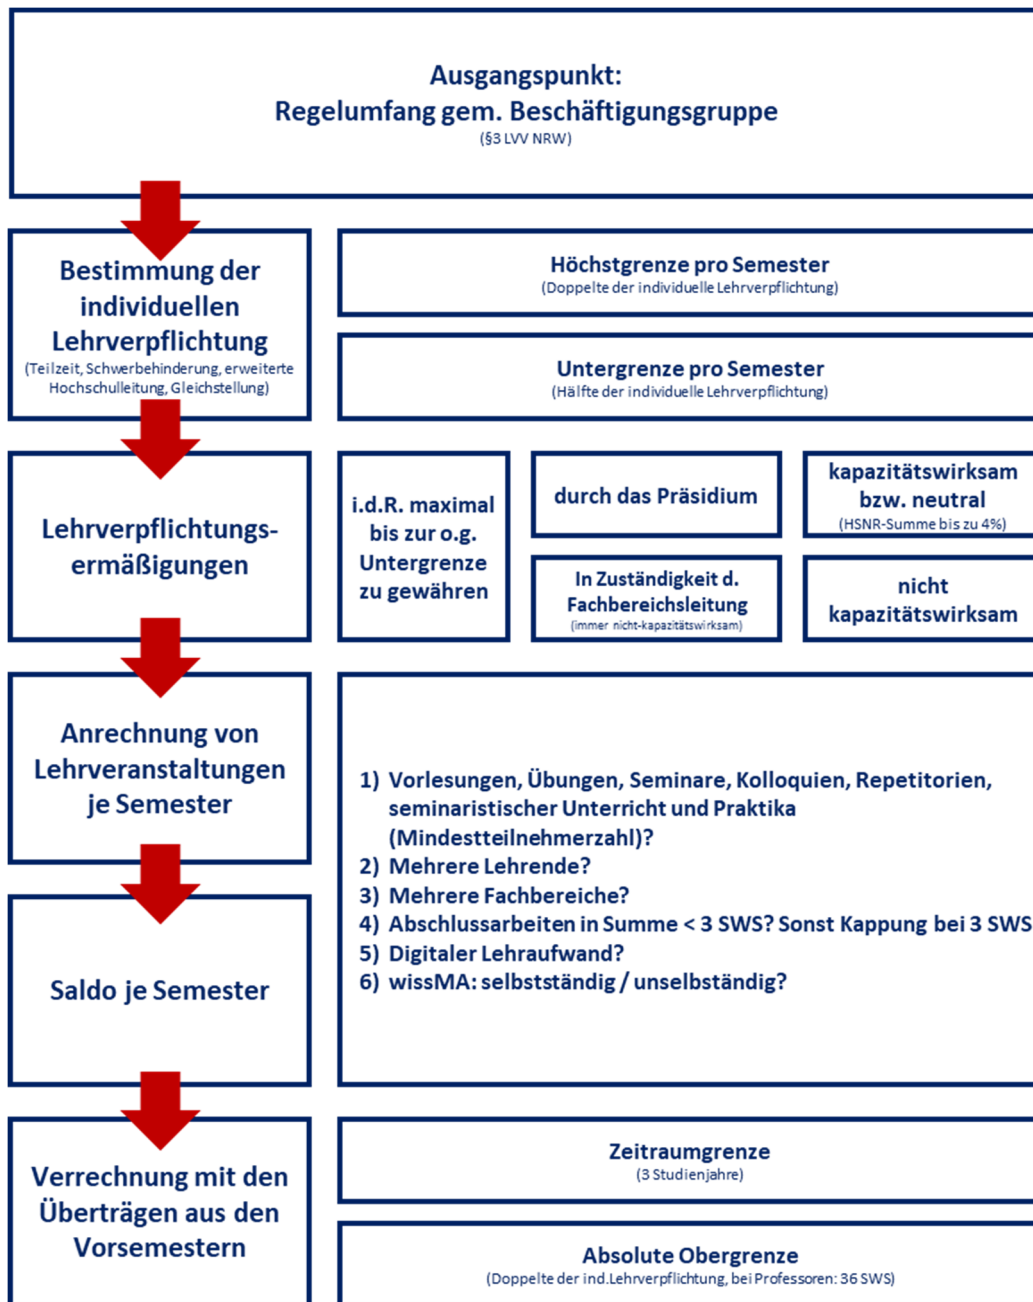 Ausgangspunkt:
Regelumfang gem. Beschäftigungsgruppe
(§3 LVV NRW)
Bestimmung der
individuellen
Lehrverpflichtung
(Teilzeit, Schwerbehinderung, erweiterte
Hochschulleitung, Gleichstellung)
Höchstgrenze pro Semester
(Doppelte der individuelle Lehrverpflichtung)
Untergrenze pro Semester
(Hälfte der individuelle Lehrverpflichtung)
Lehrverpflichtungs-
ermäßigungen
i.d.R. maximal
bis zur o.g.
Untergrenze
zu gewähren
durch das Präsidium
kapazitätswirksam
bzw. neutral
(HSNR-Summe bis zu 4%)
In Zuständigkeit d.
Fachbereichsleitung
(immer nicht-kapazitätswirksam)
nicht
kapazitätswirksam
Anrechnung von
Lehrveranstaltungen
je Semester
Saldo je Semester
1) Vorlesungen, Übungen, Seminare, Kolloquien, Repetitorien,
seminaristischer Unterricht und Praktika
(Mindestteilnehmerzahl)?
2) Mehrere Lehrende?
3) Mehrere Fachbereiche?
4) Abschlussarbeiten in Summe < 3 SWS? Sonst Kappung bei 3 SWS
5) Digitaler Lehraufwand?
6) wissMA: selbstständig / unselbständig?
Verrechnung mit den
Überträgen aus den
Vorsemestern
Zeitraumgrenze
(3 Studienjahre)
Absolute Obergrenze
(Doppelte der ind.Lehrverpflichtung, bei Professoren: 36 SWS)